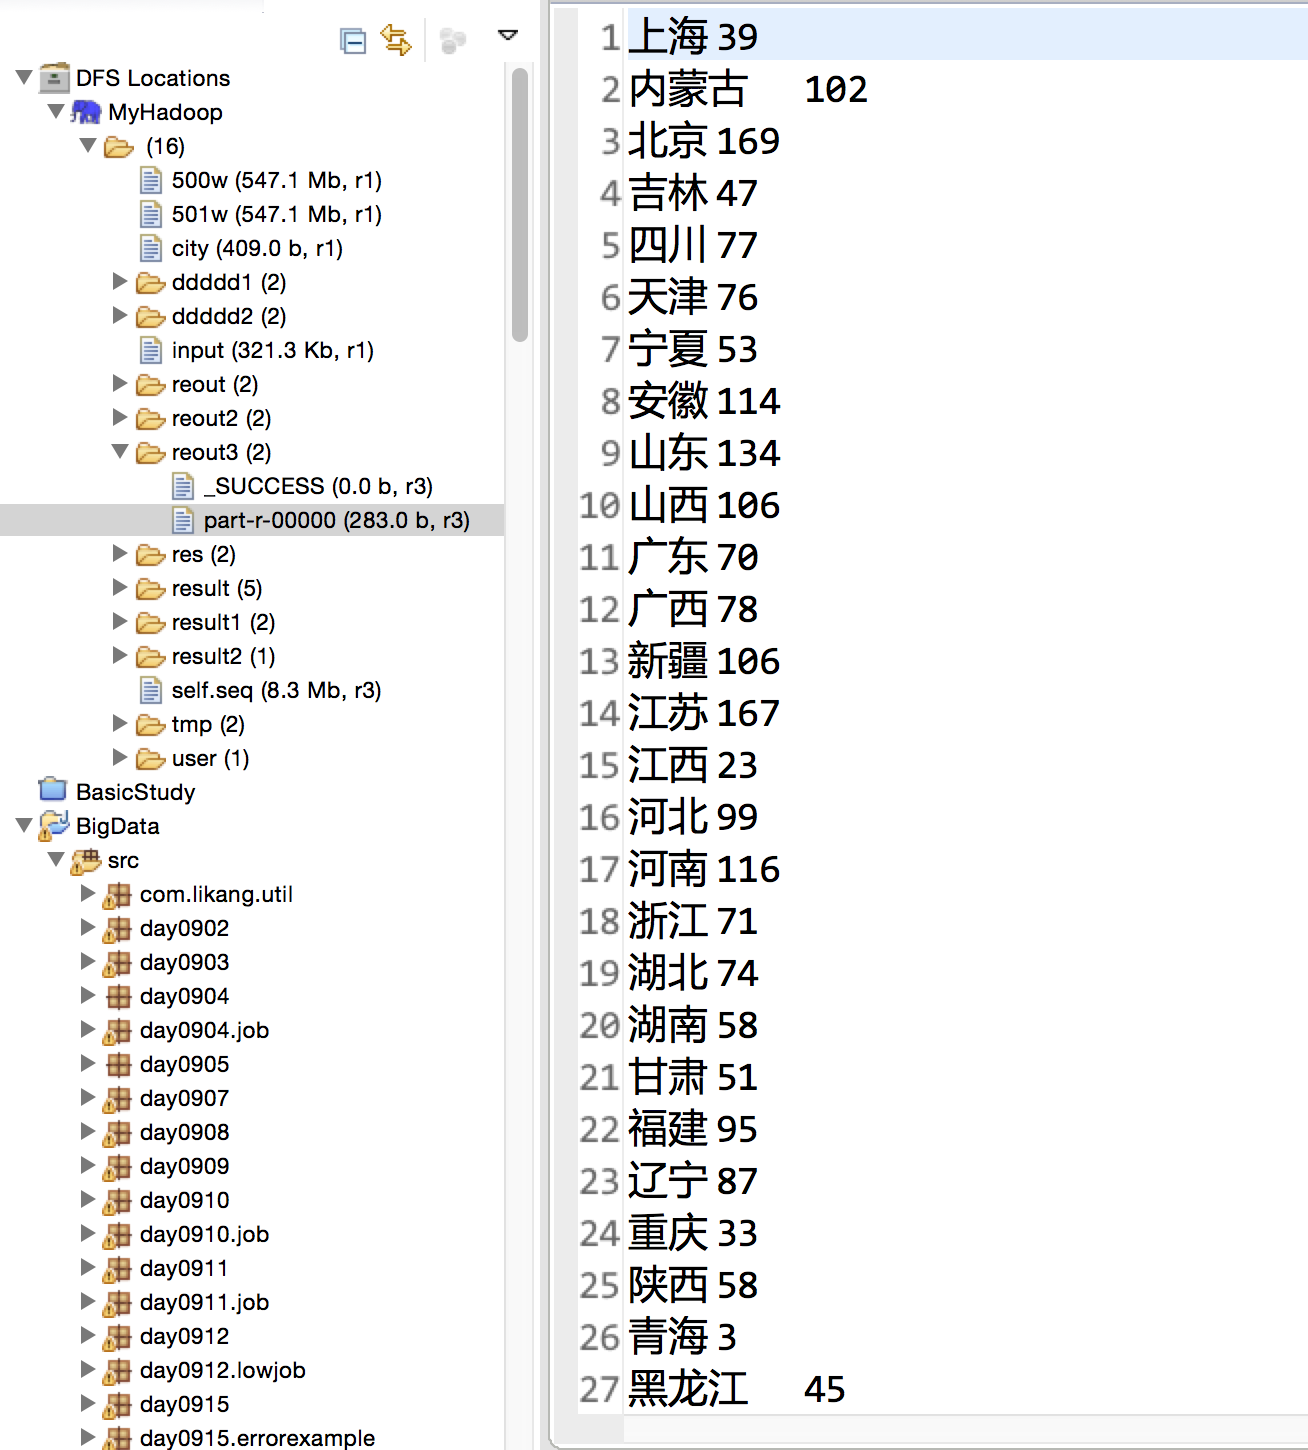 DFS Locations
MyHadoop
(16)
500w (547.1 Mb, r1)
501w (547.1 Mb, r1)
city (409.0 b, r1)
ddddd1 (2)
ddddd2 (2)
input (321.3 Kb, r1)
reout (2)
reout2 (2)
reout3 (2)
_SUCCESS (0.0 b, r3)
part-r-00000 (283.0 b, r3)
res (2)
result (5)
result1 (2)
result2 (1)
self.seq (8.3 Mb, r3)
tmp (2)
user (1)
BasicStudy
BigData
src
com.likang.util
day0902
day0903
day0904
day0904.job
day0905
day0907
day0908
day0909
day0910
day0910.job
day0911
day0911.job
day0912
day0912.lowjob
day0915
day0915.errorexample
1 上海 39
2 内蒙古 102
3 北京 169
4 吉林 47
5 四川 77
6 天津 76
7 宁夏 53
8 安徽 114
9 山东 134
10 山西 106
11 广东 70
12 广西 78
13 新疆 106
14 江苏 167
15 江西 23
16 河北 99
17 河南 116
18 浙江 71
19 湖北 74
20 湖南 58
21 甘肃 51
22 福建 95
23 辽宁 87
24 重庆 33
25 陕西 58
26 青海 3
27 黑龙江 45